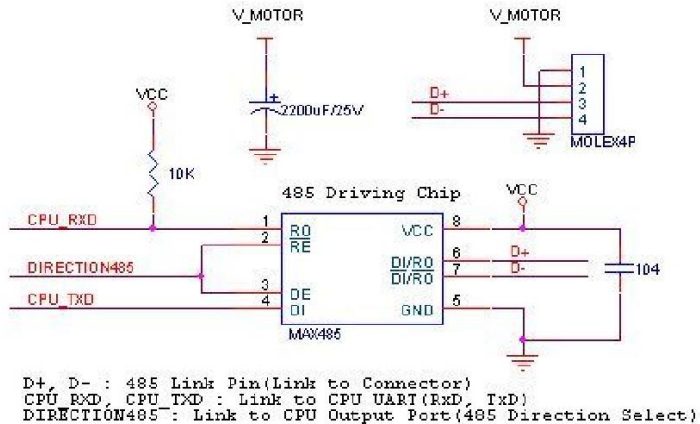 V_MOTOR
V_MOTOR
VCC
2200uF/25V
D+
D-
1
2
3
4
MOLEX4P
10K
485 Driving Chip
VCC
CPU_RXD
1
2
RO
RE
VCC
8
DIRECTION485
DI/RO
DI/RO
6
7
D+
D-
104
CPU_TXD
3
4
DE
DI
GND
5
MAX485
D+, D- : 485 Link Pin(Link to Connector)
CPU_RXD, CPU_TXD : Link to CPU UART(RxD, TxD)
DIRECTION485 : Link to CPU Output Port(485 Direction Select)